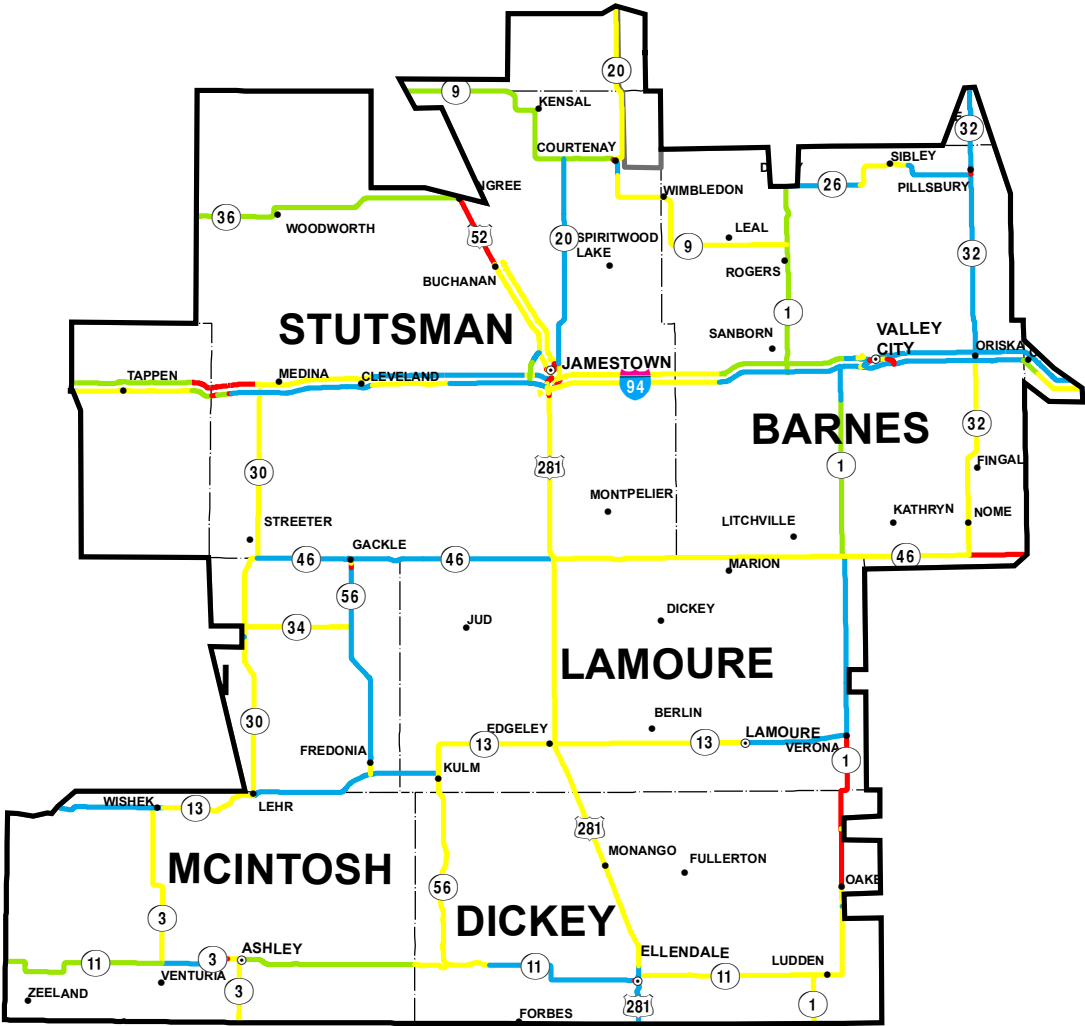 20
9
KENSAL
32
COURTENAY
SIBLEY
26
PILLSBURY
NGREE
WIMBLEDON
36
WOODWORTH
52
20
SPIRITWOOD
LAKE
9
LEAL
32
BUCHANAN
ROGERS
1
STUTSMAN
SANBORN
VALLEY
CITY
ORISKA
TAPPEN
MEDINA
CLEVELAND
JAMESTOWN
94
BARNES
32
30
281
1
FINGAL
MONTPELIER
STREETER
LITCHVILLE
KATHRYN
NOME
46
GACKLE
46
46
MARION
56
34
JUD
DICKEY
LAMOURE
30
BERLIN
EDGELEY
13
13
LAMOURE
VERONA
1
FREDONIA
KULM
WISHEK
13
LEHR
281
MCINTOSH
MONANGO
FULLERTON
56
OAKE
3
DICKEY
11
3
ASHLEY
VENTURIA
11
ELLENDALE
11
LUDDEN
ZEELAND
3
FORBES
281
1